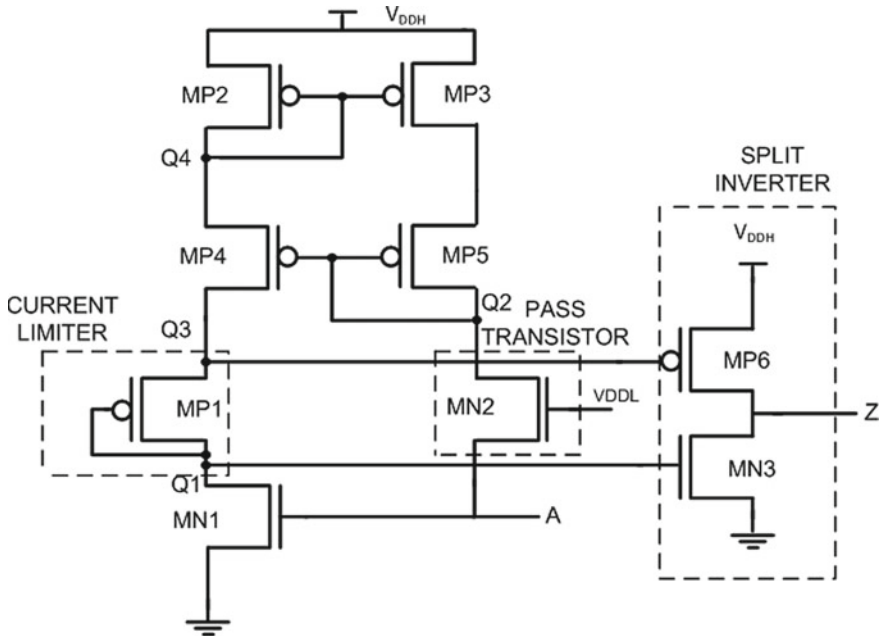 VDDH
MP2
MP3
Q4
SPLIT
INVERTER
VDDH
MP4
MP5
CURRENT
LIMITER
Q3
Q2
PASS
TRANSISTOR
MP6
MP1
MN2
VDDL
Z
MN3
Q1
MN1
A